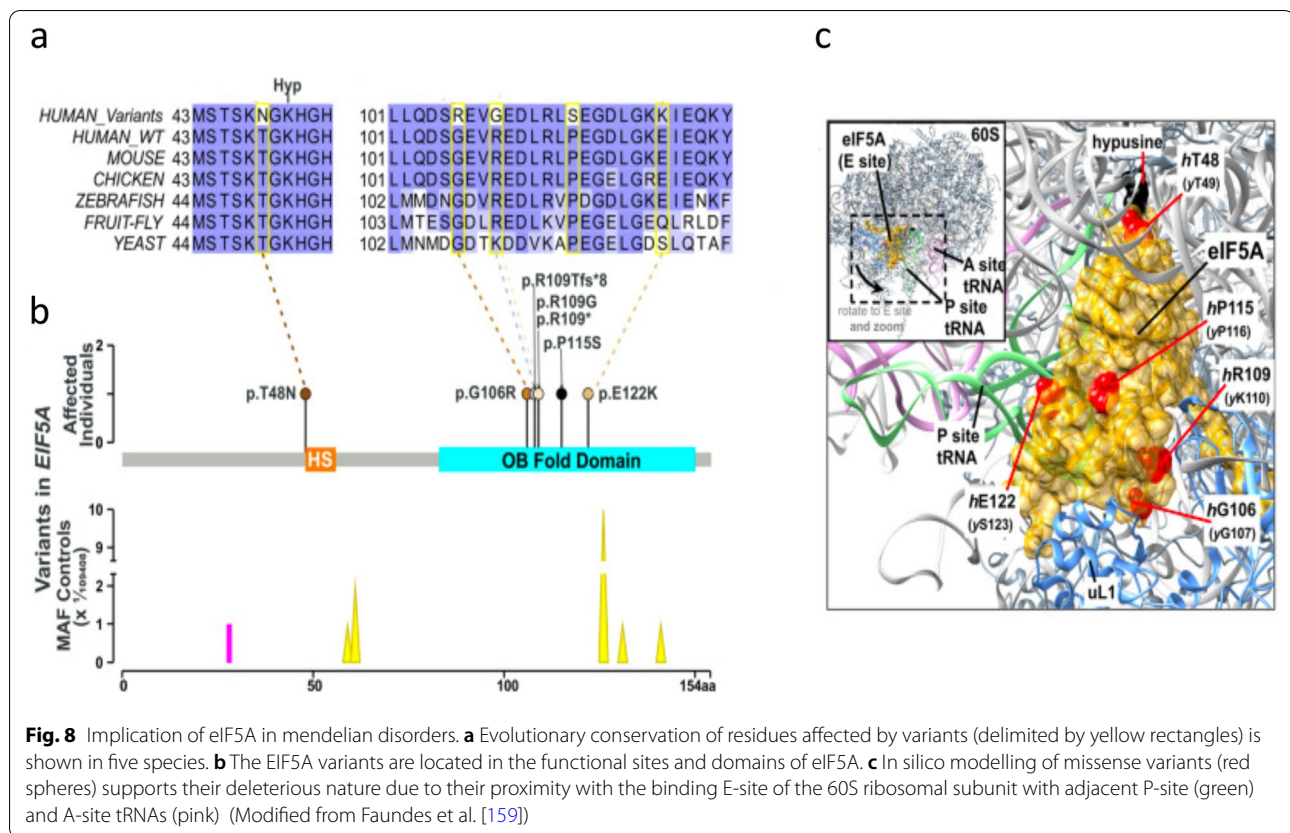 a
c
Hyp
HUMAN_Variants 43 MSTSKNGKHGH 101 LLQDSREVGEDLRLSEGDLGKKIEQKY
HUMAN_WT 43 MSTSKTGKHGH 101 LLQDSGEVREDLRLPEGDLGKEIEQKY
MOUSE 43 MSTSKTGKHGH 101 LLQDSGEVREDLRLPEGDLGKEIEQKY
CHICKEN 43 MSTSKTGKHGH 101 LLQDSGEVREDLRLPEGELGREIEQKY
ZEBRAFISH 44 MSTSKTGKHGH 102 LMMDNGDVREDLRVPDGDLGKEIENKF
FRUIT-FLY 44 MSTSKTGKHGH 103 LMTESGDLREDLKVPEGELGEQLRLDF
YEAST 44 MSTSKTGKHGH 102 LMNMDGDTKDDVKAPEGELGDSLQTAF
b
p.R109Tfs*8
p.R109G
p.R109*
p.P115S
p.T48N
p.G106R
p.E122K
HS
OB Fold Domain
Variants in EIF5A
Affected
Individuals
2
1
0
MAF Controls
(x 1/109408)
10
9
2
1
0
0
50
100
154aa
60S
eIF5A
(E site)
A site
tRNA
P site
tRNA
rotate to E site
and zoom
hypusine
hT48
(yT49)
eIF5A
hP115
(yP116)
hR109
(yK110)
P site
tRNA
hE122
(yS123)
hG106
(yG107)
uL1
Fig. 8 Implication of eIF5A in mendelian disorders. a Evolutionary conservation of residues affected by variants (delimited by yellow rectangles) is
shown in five species. b The EIF5A variants are located in the functional sites and domains of eIF5A. c In silico modelling of missense variants (red
spheres) supports their deleterious nature due to their proximity with the binding E-site of the 60S ribosomal subunit with adjacent P-site (green)
and A-site tRNAs (pink) (Modified from Faundes et al. [159])